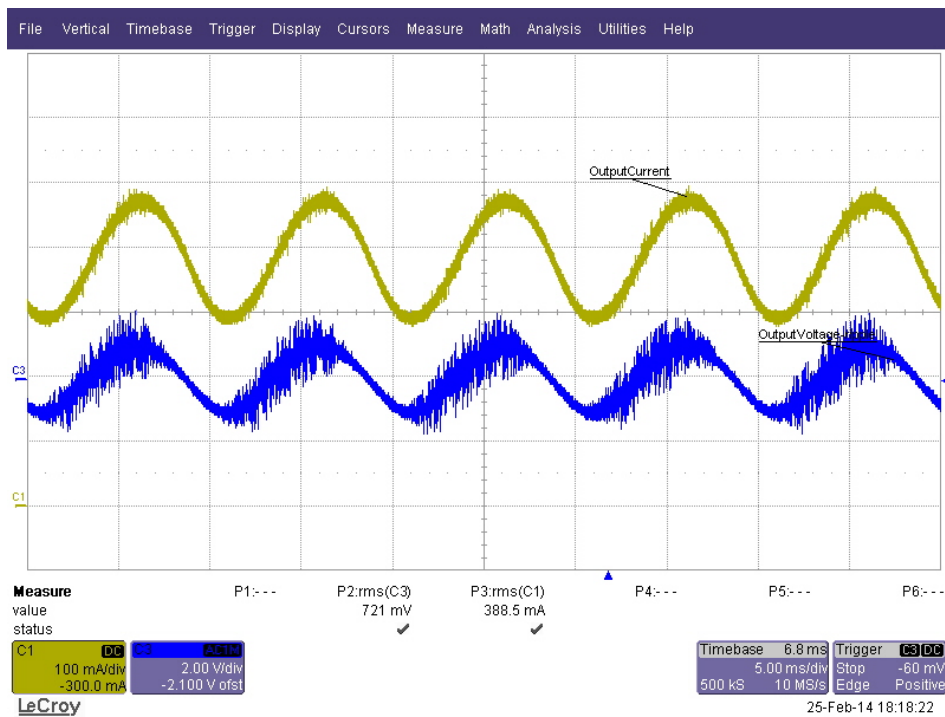 File Vertical Timebase Trigger Display Cursors Measure Math Analysis Utilities Help
OutputCurrent
OutputVoltage
C3
C1
Measure P1:- - - P2:rms(C3) P3:rms(C1) P4:- - - P5:- - - P6:- - -
value 721 mV 388.5 mA
status
C1 DC
100 mA/div
-300.0 mA
C3 AC1M
2.00 V/div
-2.100 V ofst
Timebase 6.8 ms
5.00 ms/div
500 kS 10 MS/s
Trigger C3 DC
Stop -60 mV
Edge Positive
LeCroy
25-Feb-14 18:18:22